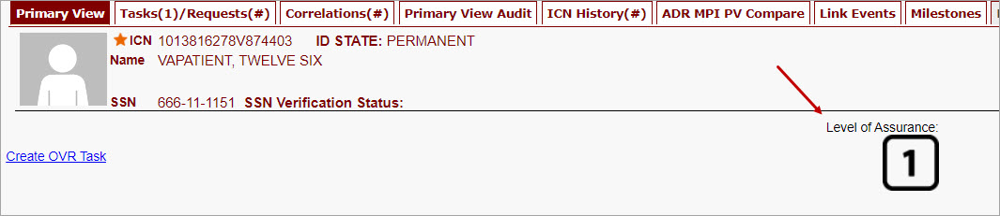 Primary View Tasks(1)/Requests(#) Correlations(#) Primary View Audit ICN History(#) ADR MPI PV Compare Link Events Milestones
ICN 1013816278V874403 ID STATE: PERMANENT
Name VAPATIENT, TWELVE SIX
SSN 666-11-1151 SSN Verification Status:
Level of Assurance:
1
Create OVR Task